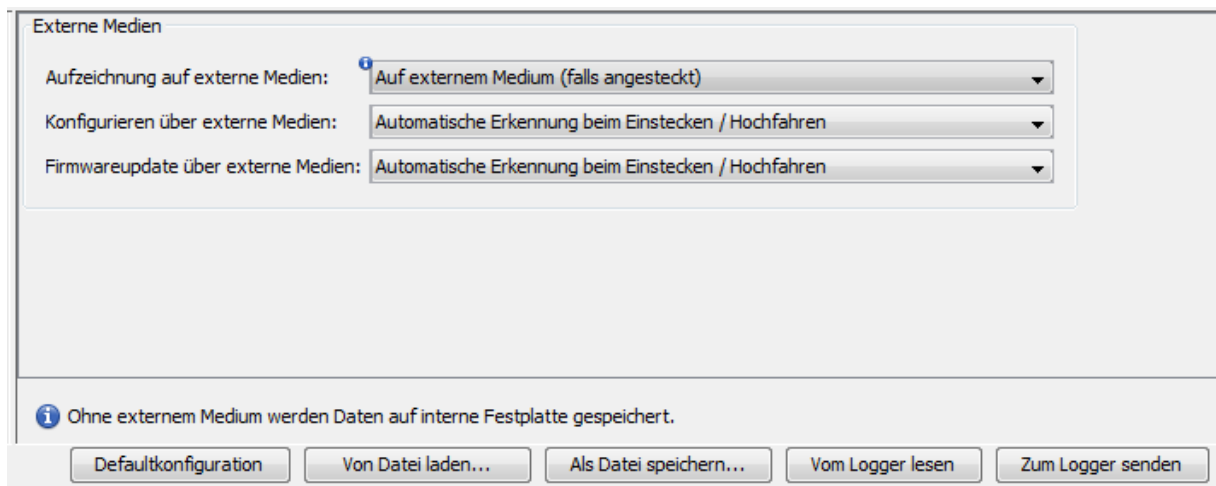 Externe Medien
Aufzeichnung auf externe Medien: Auf externem Medium (falls angesteckt)
Konfigurieren über externe Medien: Automatische Erkennung beim Einstecken / Hochfahren
Firmwareupdate über externe Medien: Automatische Erkennung beim Einstecken / Hochfahren
Ohne externem Medium werden Daten auf interne Festplatte gespeichert.
Defaultkonfiguration Von Datei laden... Als Datei speichern... Vom Logger lesen Zum Logger senden